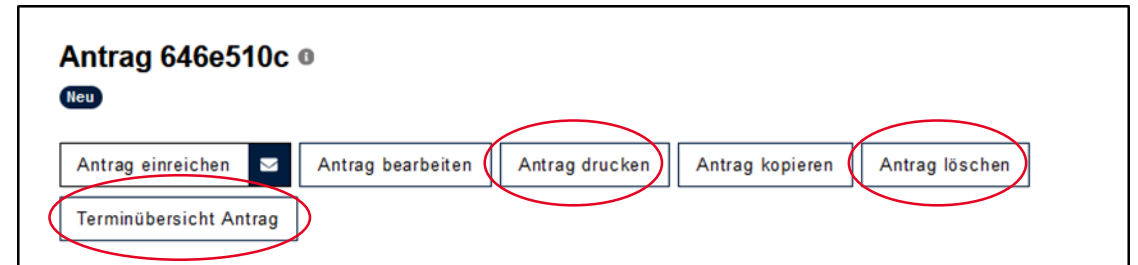 Antrag 646e510c
Neu
Antrag einreichen Antrag bearbeiten Antrag drucken Antrag kopieren Antrag löschen
Terminübersicht Antrag